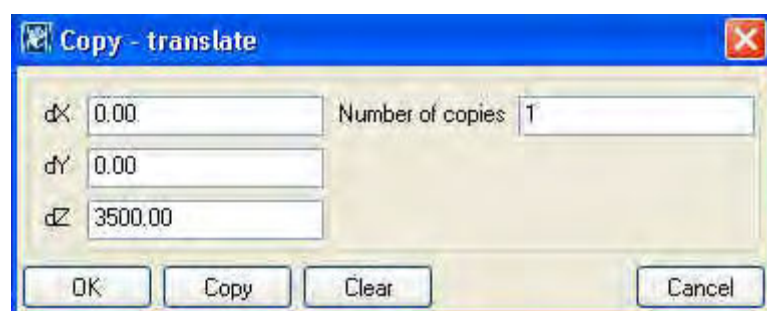 Copy - translate
dX 0.00 Number of copies 1
dY 0.00
dZ 3500.00
OK Copy Clear Cancel